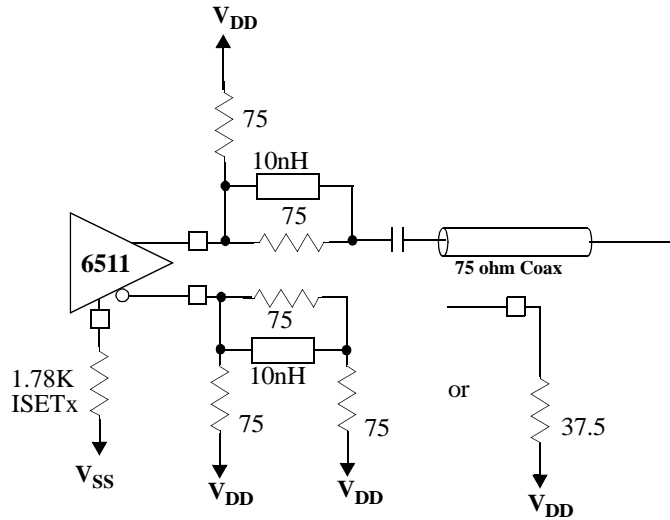 VDD
75
10nH
75
6511
75 ohm Coax
75
10nH
1.78K
ISETx
75
75
or
37.5
VSS
VDD
VDD
VDD